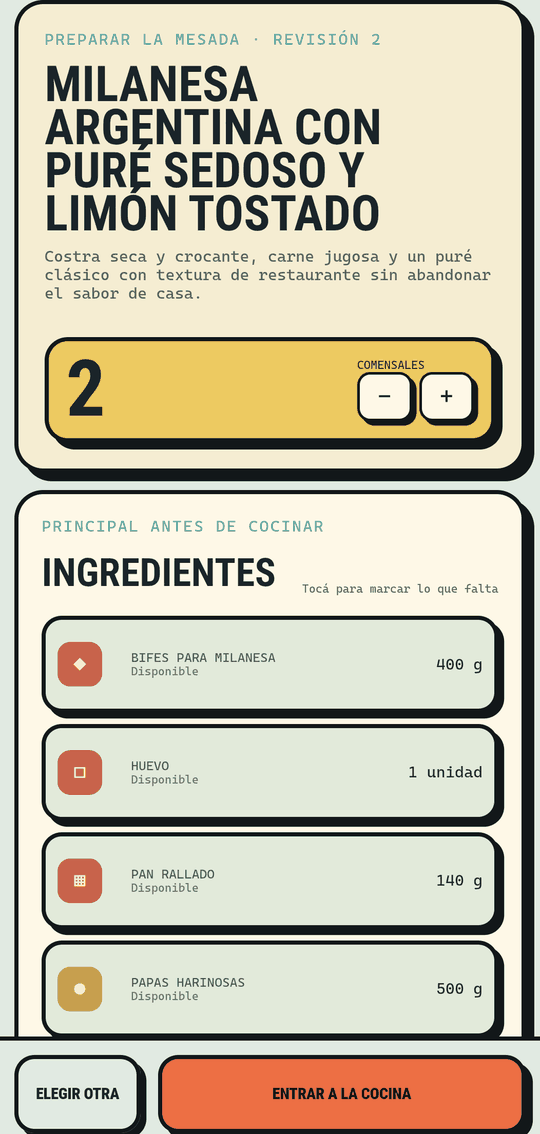 PREPARAR LA MESADA · REVISIÓN 2
MILANESA
ARGENTINA CON
PURÉ SEDOSO Y
LIMÓN TOSTADO
Costra seca y crocante, carne jugosa y un puré
clásico con textura de restaurante sin abandonar
el sabor de casa.
2
COMENSALES
− +
PRINCIPAL ANTES DE COCINAR
INGREDIENTES
Tocá para marcar lo que falta
BIFES PARA MILANESA
Disponible
400 g
HUEVO
Disponible
1 unidad
PAN RALLADO
Disponible
140 g
PAPAS HARINOSAS
Disponible
500 g
ELEGIR OTRA
ENTRAR A LA COCINA